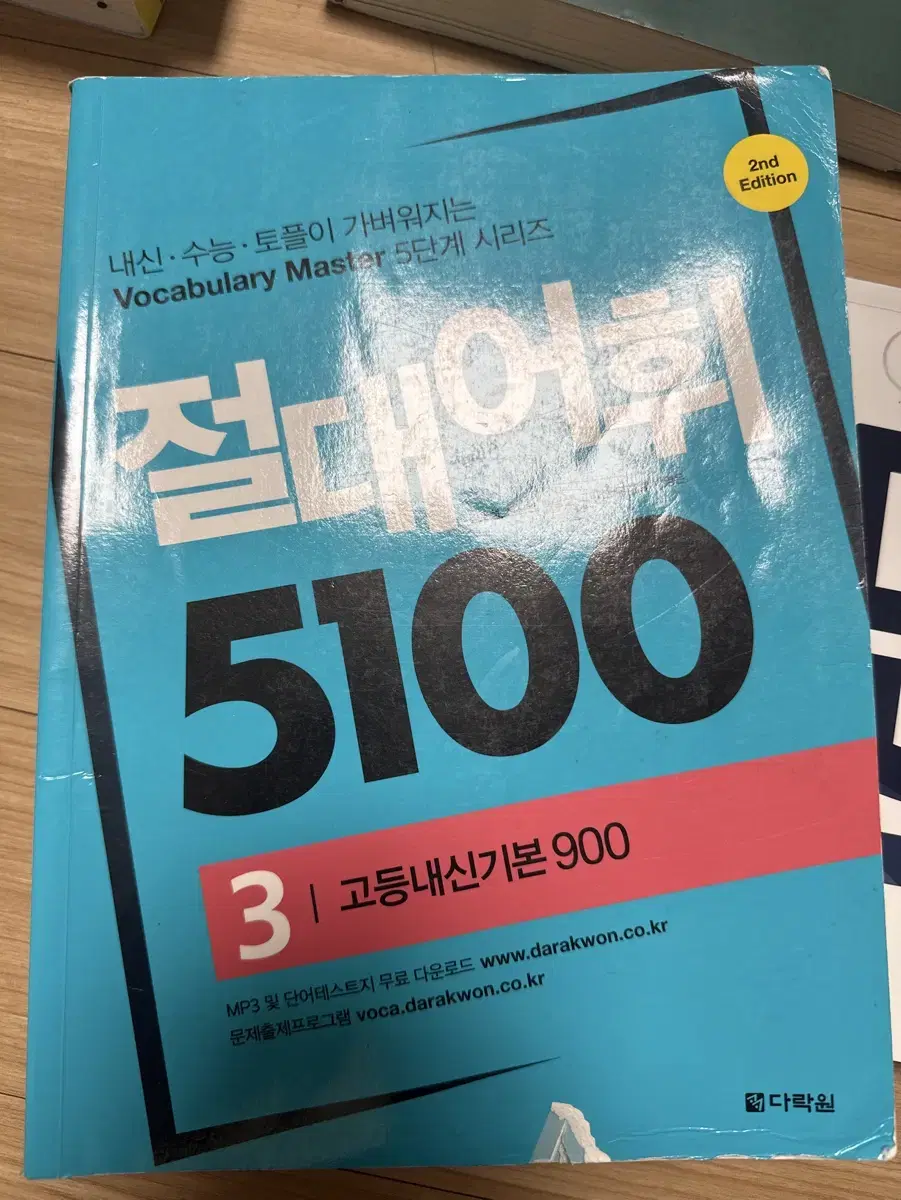 2nd
Edition
내신·수능·토플이 가벼워지는
Vocabulary Master 5단계 시리즈
절대어휘
5100
3 | 고등내신기본 900
MP3 및 단어테스트지 무료 다운로드 www.darakwon.co.kr
문제출제프로그램 voca.darakwon.co.kr
다락원